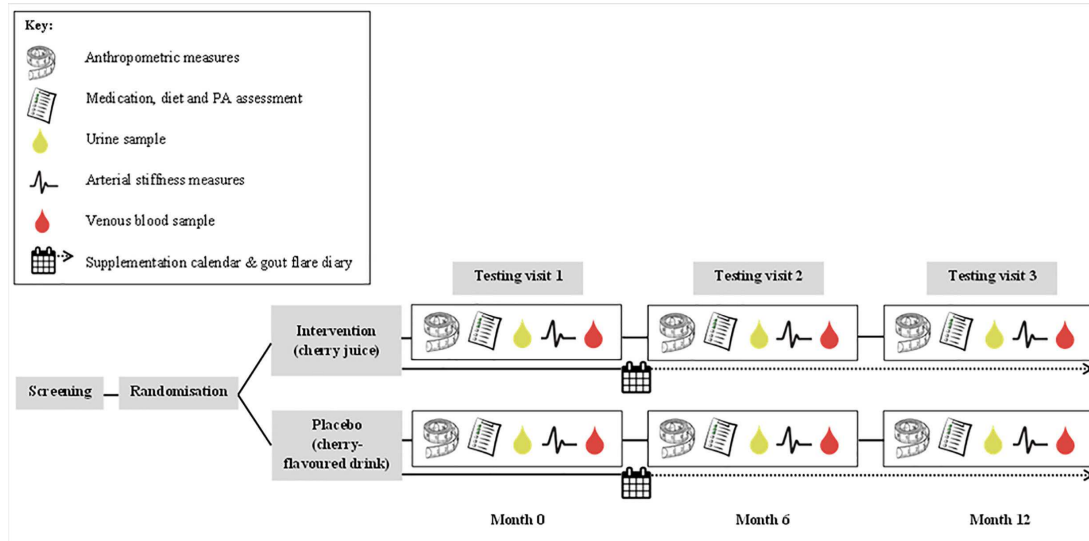 Key:
Anthropometric measures
Medication, diet and PA assessment
Urine sample
Arterial stiffness measures
Venous blood sample
Supplementation calendar & gout flare diary
Testing visit 1
Testing visit 2
Testing visit 3
Intervention
(cherry juice)
Screening
Randomisation
Placebo
(cherry-
flavoured drink)
Month 0
Month 6
Month 12